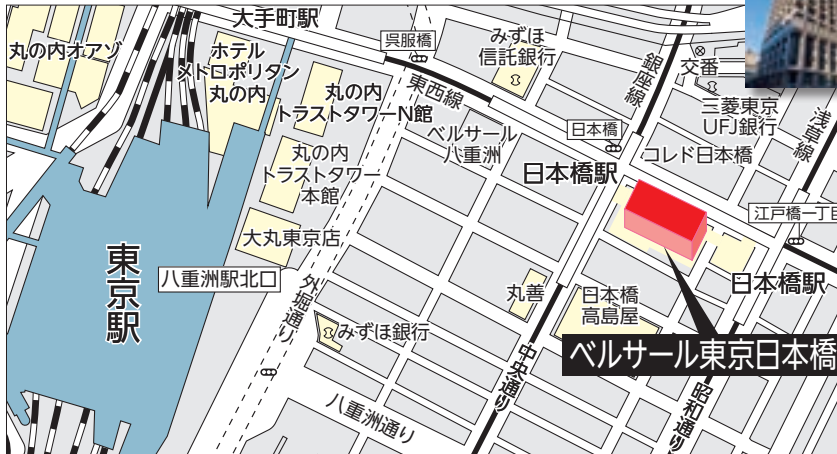 大手町駅
丸の内オアゾ
ホテル
メトロポリタン
丸の内
呉服橋
みずほ
信託銀行
銀座線
交番
丸の内
トラストタワーN館
東西線
三菱東京
UFJ銀行
浅草線
ベルサール
八重洲
日本橋
コレド日本橋
丸の内
トラストタワー
本館
日本橋駅
江戸橋一丁目
大丸東京店
東京駅
八重洲駅北口
外堀通り
丸善
日本橋
高島屋
日本橋駅
みずほ銀行
ベルサール東京日本橋
中央通り
昭和通り
八重洲通り